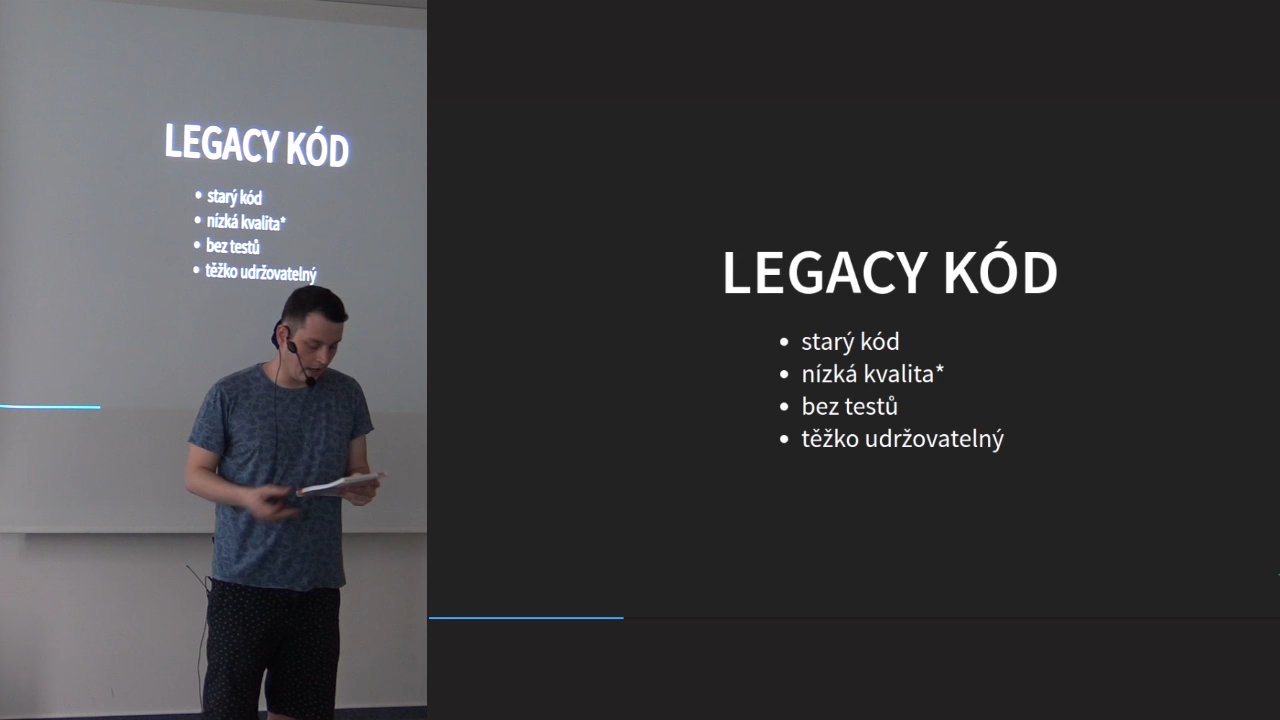 LEGACY KÓD
• starý kód
• nízká kvalita*
• bez testů
• těžko udržovatelný
LEGACY KÓD
• starý kód
• nízká kvalita*
• bez testů
• těžko udržovatelný